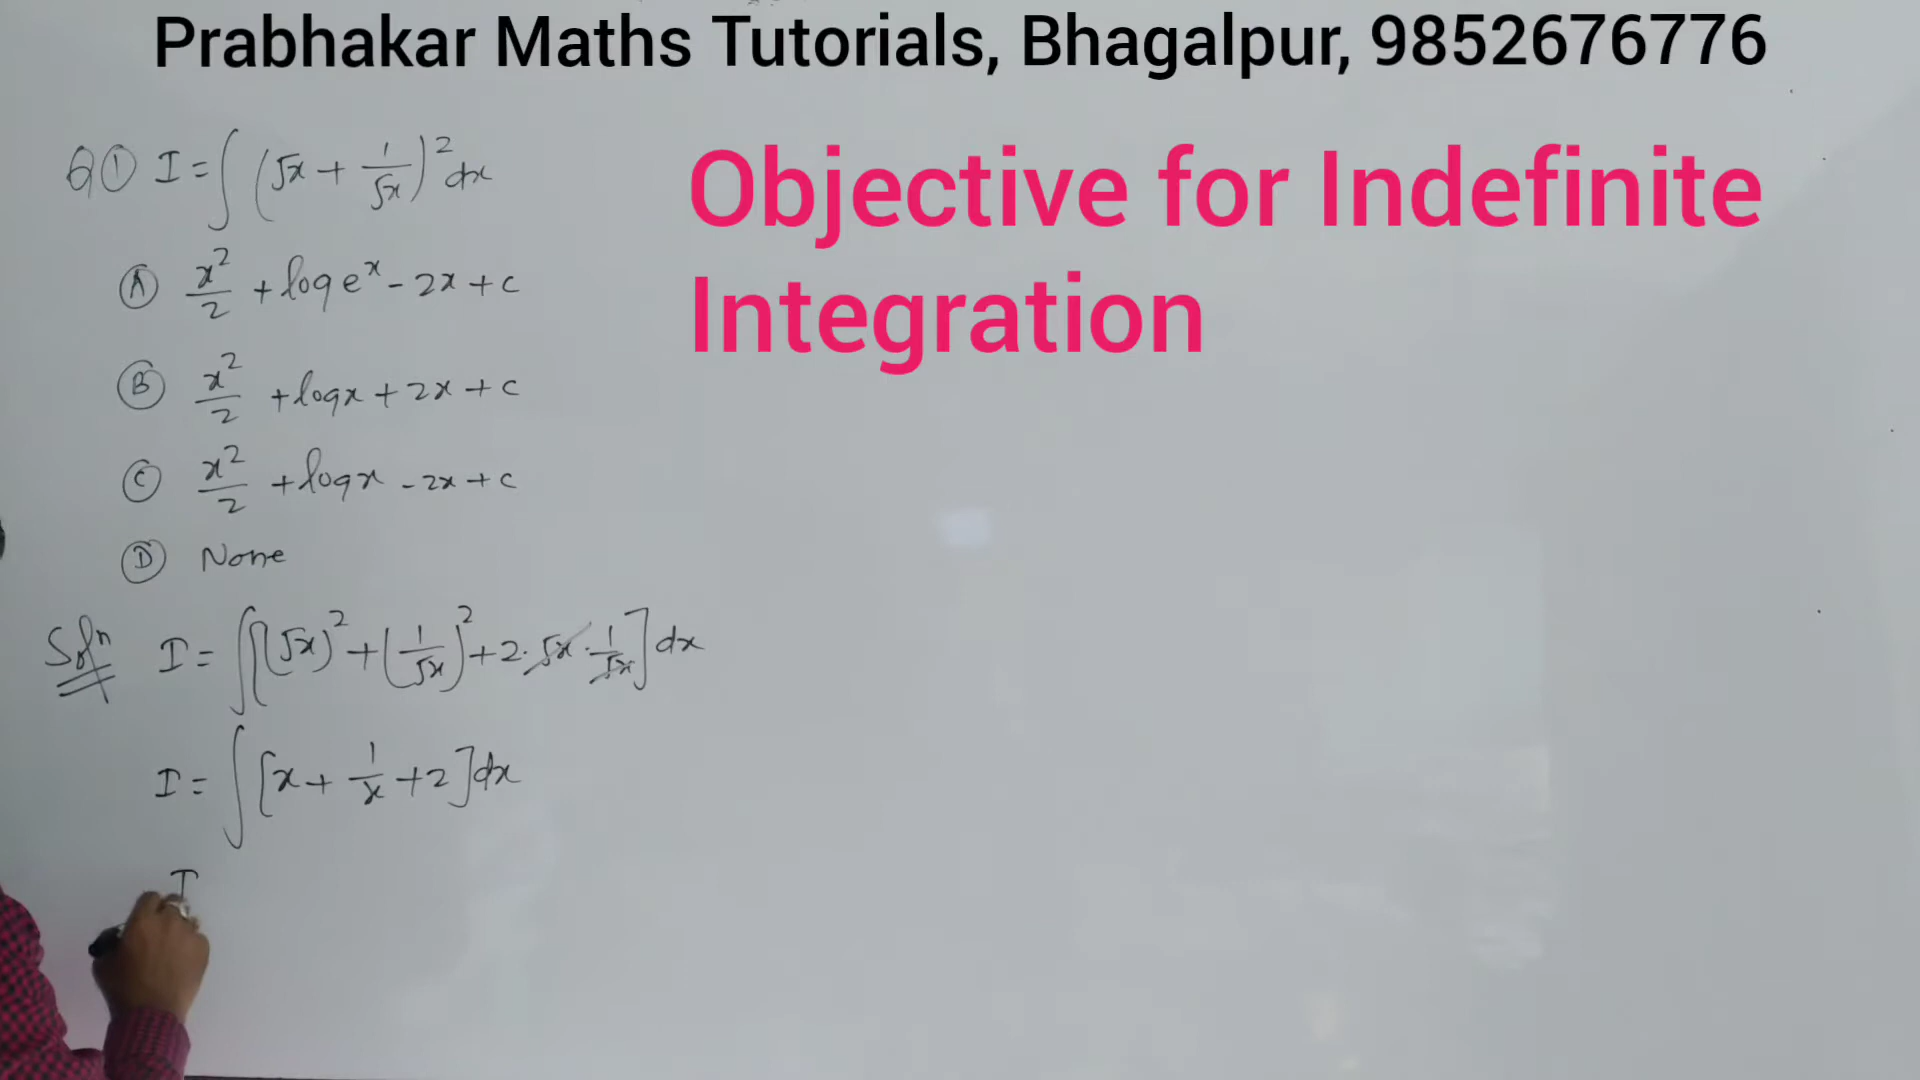 Prabhakar Maths Tutorials, Bhagalpur, 9852676776
Objective for Indefinite
Integration
Q① I = ∫ (√x + 1/√x)² dx
Ⓐ x²/2 + log eˣ - 2x + c
Ⓑ x²/2 + log x + 2x + c
Ⓒ x²/2 + log x - 2x + c
Ⓓ None
Solⁿ I = ∫[(√x)² + (1/√x)² + 2·√x·1/√x] dx
I = ∫ [x + 1/x + 2] dx
I